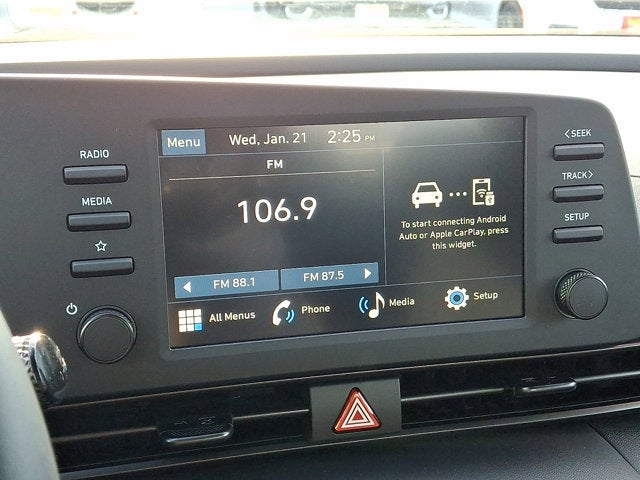 RADIO
MEDIA
Menu
Wed, Jan. 21
2:25 PM
FM
106.9
FM 88.1
FM 87.5
To start connecting Android
Auto or Apple CarPlay, press
this widget.
All Menus
Phone
Media
Setup
<SEEK
TRACK>
SETUP